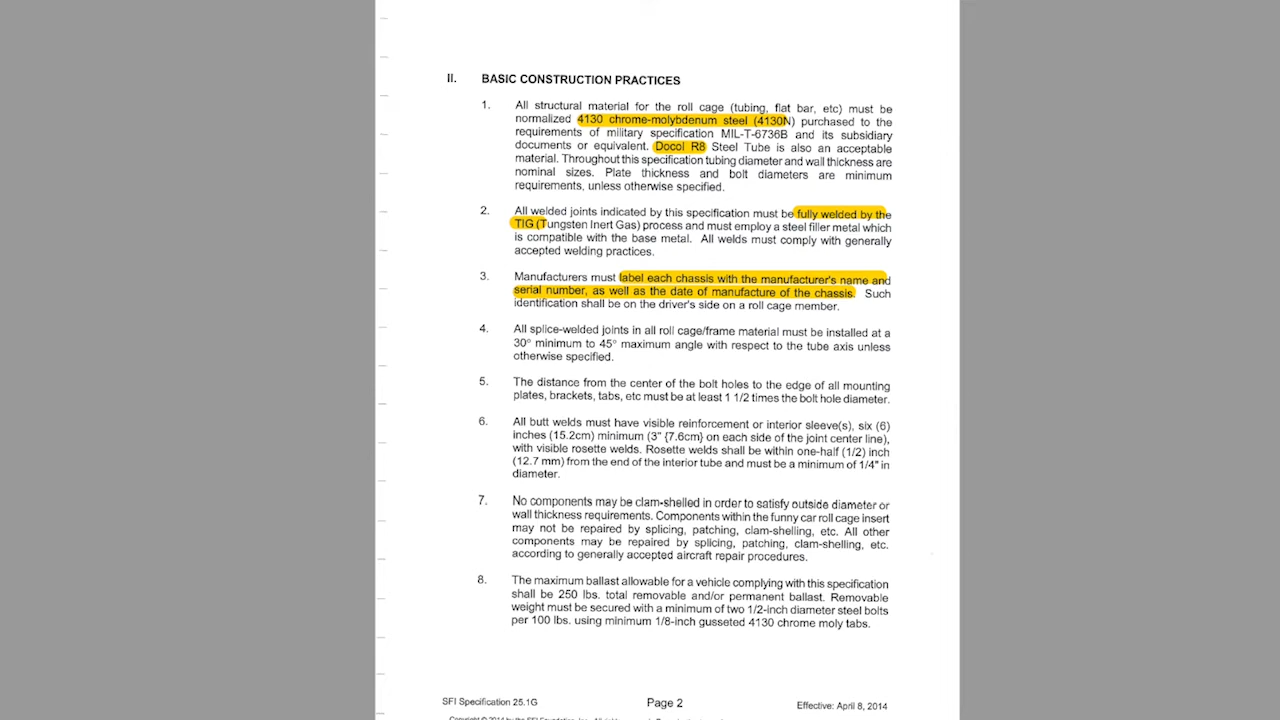 II. BASIC CONSTRUCTION PRACTICES
1. All structural material for the roll cage (tubing, flat bar, etc) must be
normalized 4130 chrome-molybdenum steel (4130N) purchased to the
requirements of military specification MIL-T-6736B and its subsidiary
documents or equivalent. Docol R8 Steel Tube is also an acceptable
material. Throughout this specification tubing diameter and wall thickness are
nominal sizes. Plate thickness and bolt diameters are minimum
requirements, unless otherwise specified.
2. All welded joints indicated by this specification must be fully welded by the
TIG (Tungsten Inert Gas) process and must employ a steel filler metal which
is compatible with the base metal. All welds must comply with generally
accepted welding practices.
3. Manufacturers must label each chassis with the manufacturer's name and
serial number, as well as the date of manufacture of the chassis. Such
identification shall be on the driver's side on a roll cage member.
4. All splice-welded joints in all roll cage/frame material must be installed at a
30° minimum to 45° maximum angle with respect to the tube axis unless
otherwise specified.
5. The distance from the center of the bolt holes to the edge of all mounting
plates, brackets, tabs, etc must be at least 1 1/2 times the bolt hole diameter.
6. All butt welds must have visible reinforcement or interior sleeve(s), six (6)
inches (15.2cm) minimum (3" {7.6cm} on each side of the joint center line),
with visible rosette welds. Rosette welds shall be within one-half (1/2) inch
(12.7 mm) from the end of the interior tube and must be a minimum of 1/4" in
diameter.
7. No components may be clam-shelled in order to satisfy outside diameter or
wall thickness requirements. Components within the funny car roll cage insert
may not be repaired by splicing, patching, clam-shelling, etc. All other
components may be repaired by splicing, patching, clam-shelling, etc.
according to generally accepted aircraft repair procedures.
8. The maximum ballast allowable for a vehicle complying with this specification
shall be 250 lbs. total removable and/or permanent ballast. Removable
weight must be secured with a minimum of two 1/2-inch diameter steel bolts
per 100 lbs. using minimum 1/8-inch gusseted 4130 chrome moly tabs.
SFI Specification 25.1G Page 2 Effective: April 8, 2014
Copyright © 2014 by the SFI Foundation, Inc.